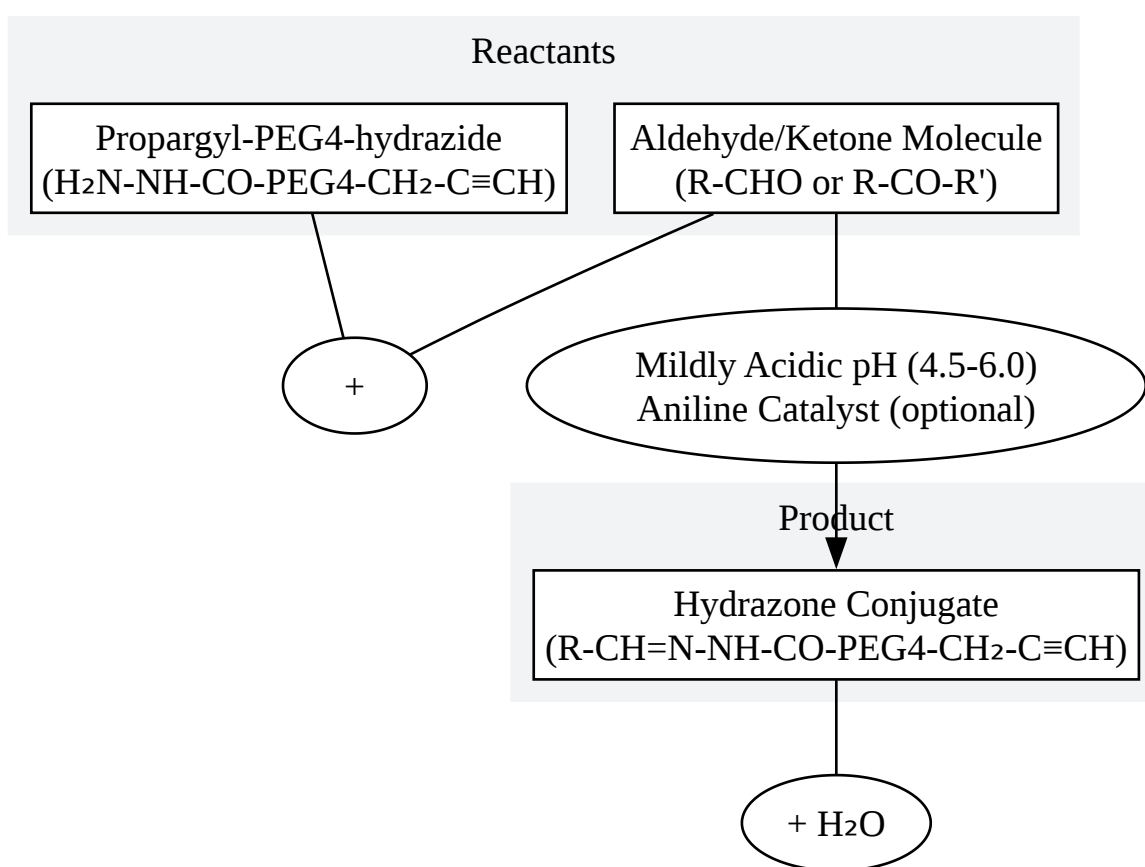 Reactants
Propargyl-PEG4-hydrazide
(H₂N-NH-CO-PEG4-CH₂-C≡CH)
Aldehyde/Ketone Molecule
(R-CHO or R-CO-R')
+
Mildly Acidic pH (4.5-6.0)
Aniline Catalyst (optional)
Product
Hydrazone Conjugate
(R-CH=N-NH-CO-PEG4-CH₂-C≡CH)
+ H₂O